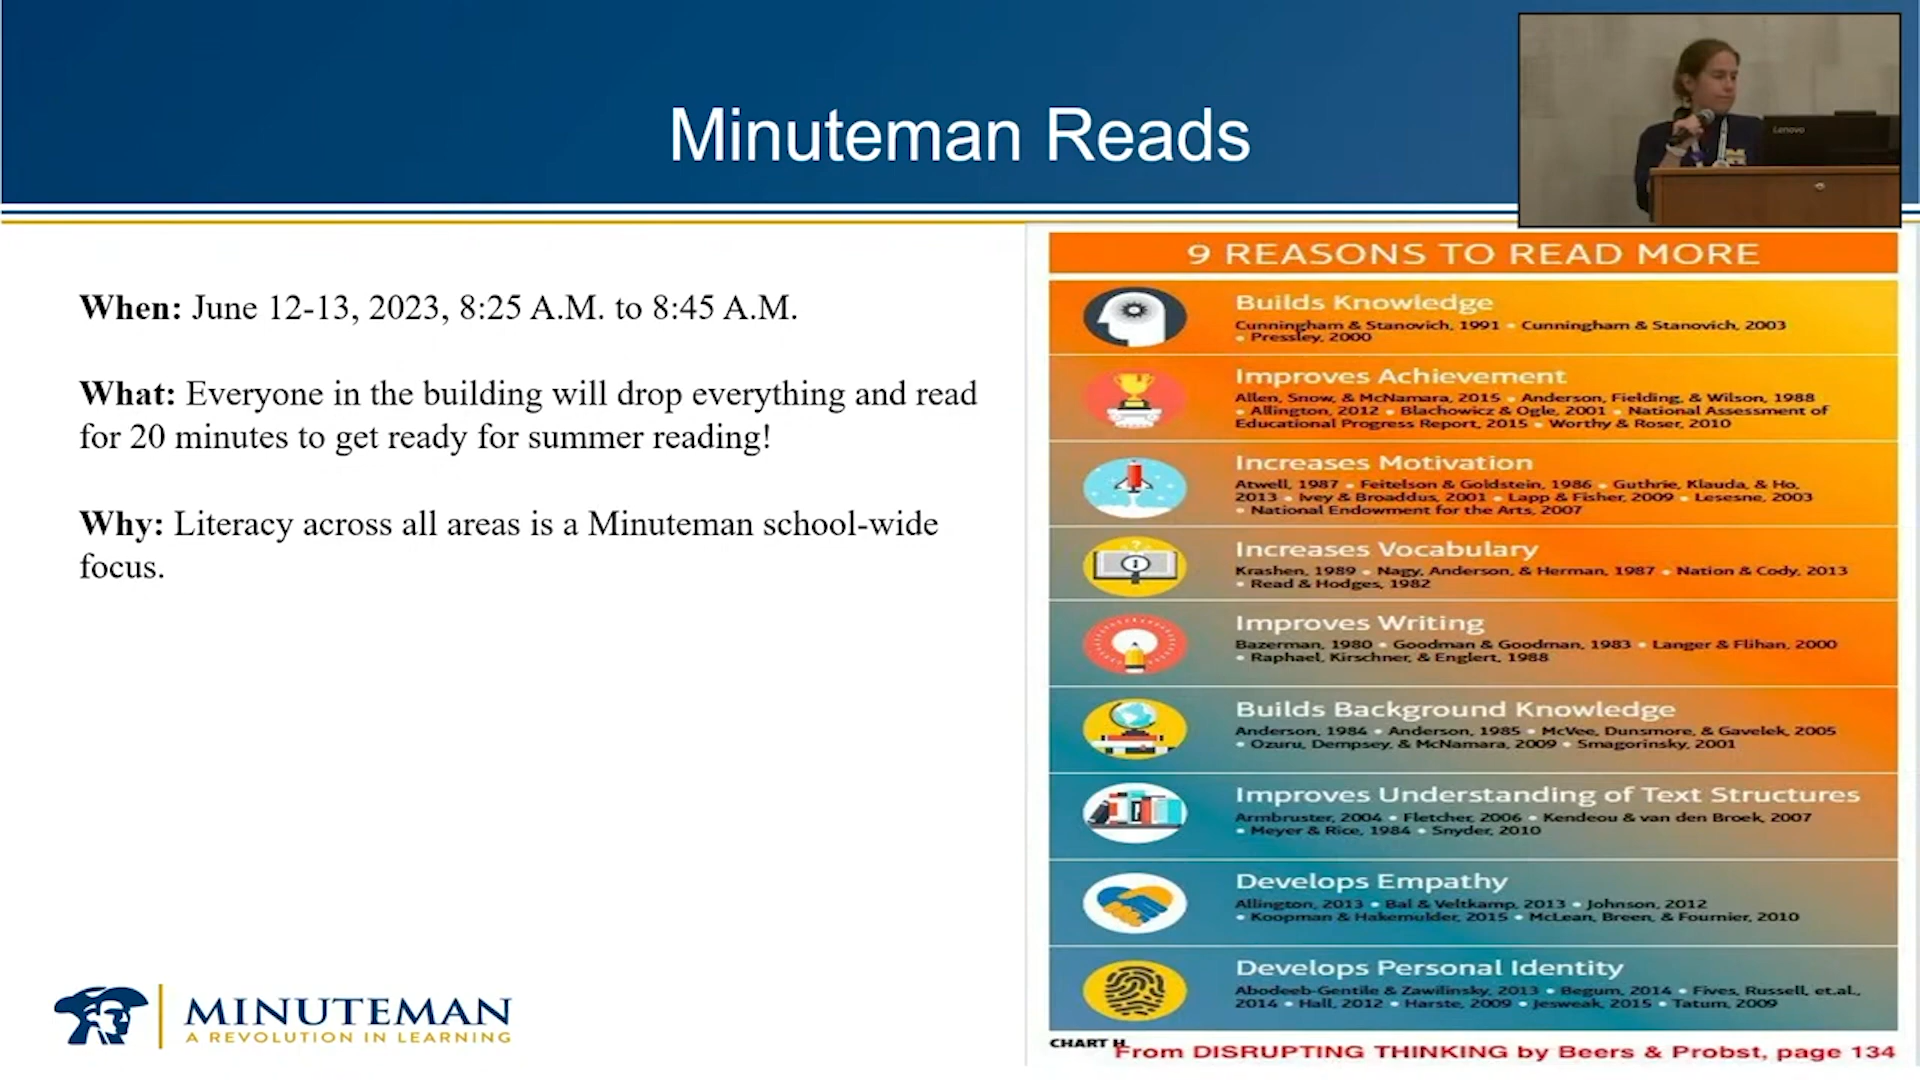 Minuteman Reads
Lenovo
When: June 12-13, 2023, 8:25 A.M. to 8:45 A.M.
What: Everyone in the building will drop everything and read
for 20 minutes to get ready for summer reading!
Why: Literacy across all areas is a Minuteman school-wide
focus.
MINUTEMAN
A REVOLUTION IN LEARNING
9 REASONS TO READ MORE
Builds Knowledge
Cunningham & Stanovich, 1991 • Cunningham & Stanovich, 2003
• Pressley, 2000
Improves Achievement
Allen, Snow, & McNamara, 2015 • Anderson, Fielding, & Wilson, 1988
• Allington, 2012 • Blachowicz & Ogle, 2001 • National Assessment of
Educational Progress Report, 2015 • Worthy & Roser, 2010
Increases Motivation
Atwell, 1987 • Feitelson & Goldstein, 1986 • Guthrie, Klauda, & Ho,
2013 • Ivey & Broaddus, 2001 • Lapp & Fisher, 2009 • Lesesne, 2003
• National Endowment for the Arts, 2007
Increases Vocabulary
Krashen, 1989 • Nagy, Anderson, & Herman, 1987 • Nation & Cody, 2013
• Read & Hodges, 1982
Improves Writing
Bazerman, 1980 • Goodman & Goodman, 1983 • Langer & Flihan, 2000
• Raphael, Kirschner, & Englert, 1988
Builds Background Knowledge
Anderson, 1984 • Anderson, 1985 • McVee, Dunsmore, & Gavelek, 2005
• Ozuru, Dempsey, & McNamara, 2009 • Smagorinsky, 2001
Improves Understanding of Text Structures
Armbruster, 2004 • Fletcher, 2006 • Kendeou & van den Broek, 2007
• Meyer & Rice, 1984 • Snyder, 2010
Develops Empathy
Allington, 2013 • Bal & Veltkamp, 2013 • Johnson, 2012
• Koopman & Hakemulder, 2015 • McLean, Breen, & Fournier, 2010
Develops Personal Identity
Abodeeb-Gentile & Zawilinsky, 2013 • Begum, 2014 • Fives, Russell, et.al.,
2014 • Hall, 2012 • Harste, 2009 • Jesweak, 2015 • Tatum, 2009
CHART H
From DISRUPTING THINKING by Beers & Probst, page 134